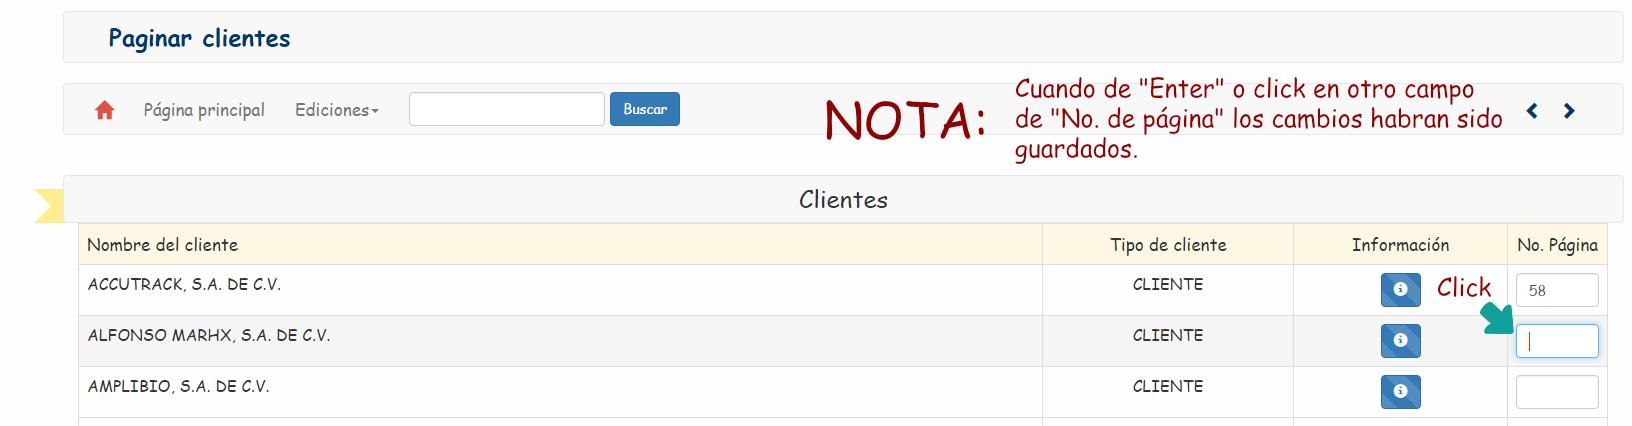 Paginar clientes
Página principal Ediciones Buscar
NOTA:
Cuando de "Enter" o click en otro campo
de "No. de página" los cambios habran sido
guardados.
Clientes
Nombre del cliente Tipo de cliente Información No. Página
ACCUTRACK, S.A. DE C.V. CLIENTE Click 58
ALFONSO MARHX, S.A. DE C.V. CLIENTE
AMPLIBIO, S.A. DE C.V. CLIENTE